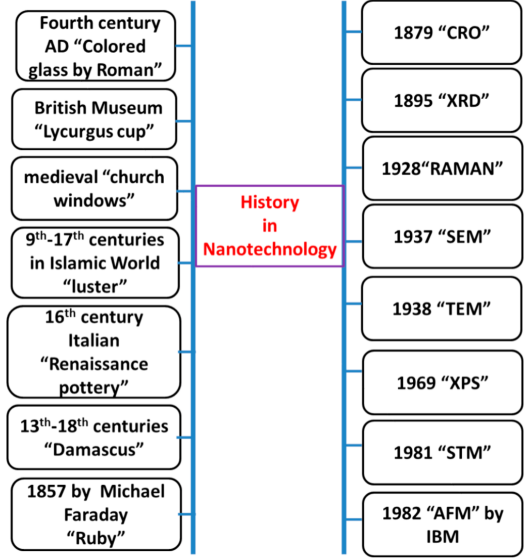 Fourth century
AD “Colored
glass by Roman”
British Museum
“Lycurgus cup”
medieval “church
windows”
9th-17th centuries
in Islamic World
“luster”
16th century
Italian
“Renaissance
pottery”
13th-18th centuries
“Damascus”
1857 by Michael
Faraday
“Ruby”
History
in
Nanotechnology
1879 “CRO”
1895 “XRD”
1928“RAMAN”
1937 “SEM”
1938 “TEM”
1969 “XPS”
1981 “STM”
1982 “AFM” by
IBM